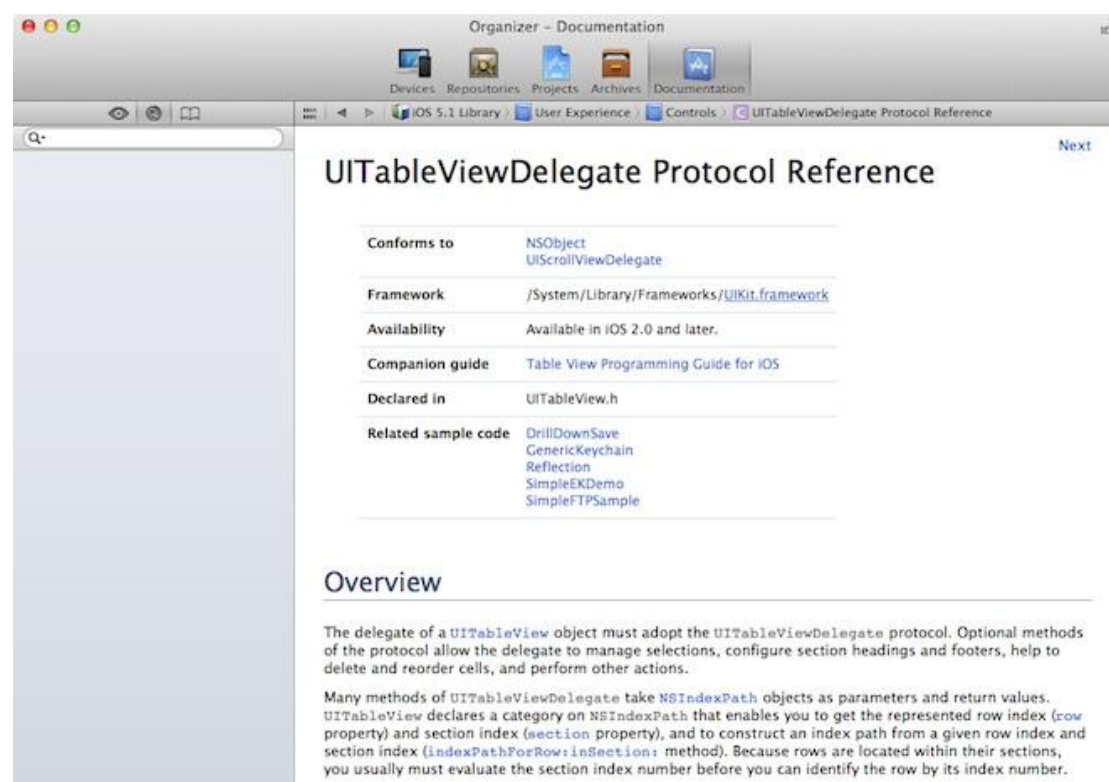 Organizer – Documentation
Devices Repositories Projects Archives Documentation
iOS 5.1 Library User Experience Controls C UITableViewDelegate Protocol Reference
Next
UITableViewDelegate Protocol Reference
Conforms to NSObject
UIScrollViewDelegate
Framework /System/Library/Frameworks/UIKit.framework
Availability Available in iOS 2.0 and later.
Companion guide Table View Programming Guide for iOS
Declared in UITableView.h
Related sample code DrillDownSave
GenericKeychain
Reflection
SimpleEKDemo
SimpleFTPSample
Overview
The delegate of a UITableView object must adopt the UITableViewDelegate protocol. Optional methods
of the protocol allow the delegate to manage selections, configure section headings and footers, help to
delete and reorder cells, and perform other actions.
Many methods of UITableViewDelegate take NSIndexPath objects as parameters and return values.
UITableView declares a category on NSIndexPath that enables you to get the represented row index (row
property) and section index (section property), and to construct an index path from a given row index and
section index (indexPathForRow:inSection: method). Because rows are located within their sections,
you usually must evaluate the section index number before you can identify the row by its index number.